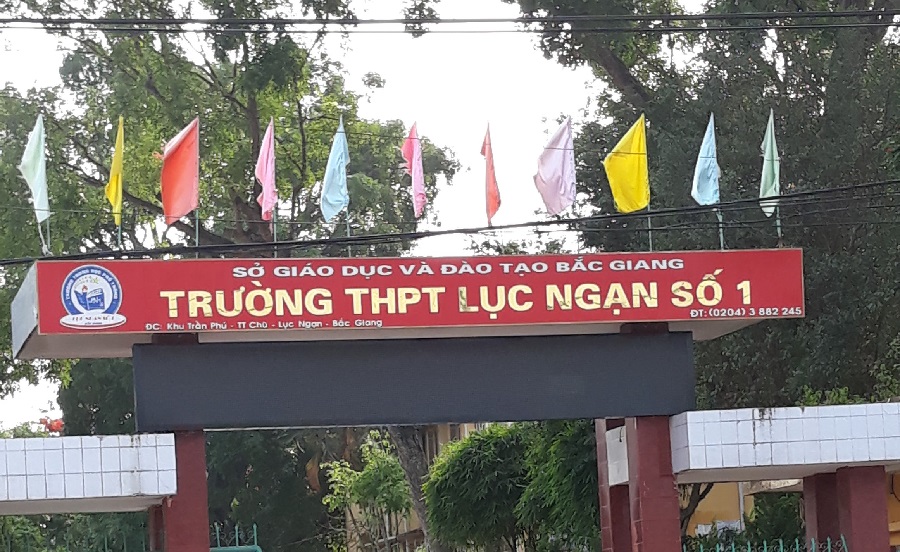 SỞ GIÁO DỤC VÀ ĐÀO TẠO BẮC GIANG
TRƯỜNG THPT LỤC NGẠN SỐ 1
ĐC: Khu Trần Phú - TT Chũ - Lục Ngạn - Bắc Giang
ĐT: (0204) 3 882 245